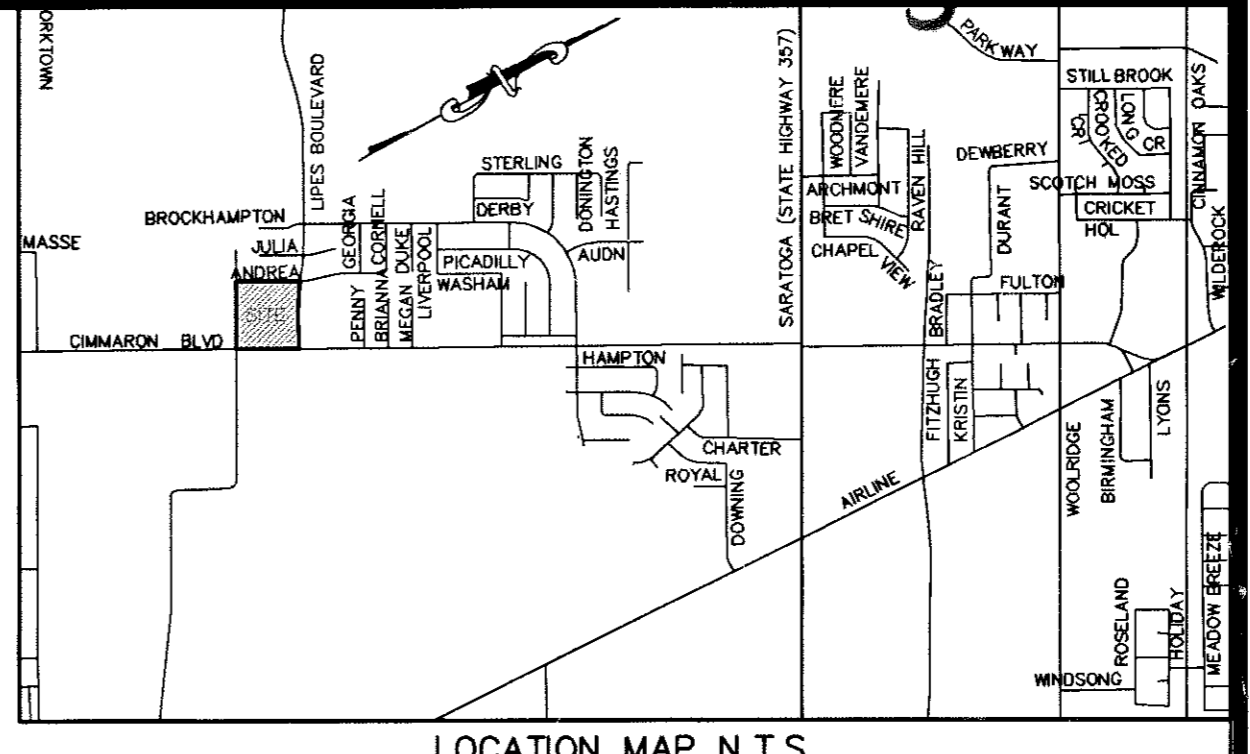 ORKTOWN
LIPES BOULEVARD
N
SARATOGA (STATE HIGHWAY 357)
PARKWAY
STILLBROOK
CROOKED
CR
LONG
CR
CINNAMON OAKS
WOODMERE
VANDEMERE
RAVEN HILL
DEWBERRY
SCOTCH MOSS
CRICKET
HOL
WILDEROCK
STERLING
DERBY
DONINGTON
HASTINGS
ARCHMONT
BRET SHIRE
CHAPEL VIEW
DURANT
BROCKHAMPTON
JULIA
ANDREA
MASSE
GEORGIA
CORNELL
PICADILLY
WASHAM
AUDN
SITE
PENNY
BRIANNA
MEGAN DUKE
LIVERPOOL
BRADLEY
FULTON
CIMMARON BLVD
HAMPTON
FITZHUGH
KRISTIN
CHARTER
ROYAL
DOWNING
AIRLINE
WOOLRIDGE
BIRMINGHAM
LYONS
ROSELAND
HOLIDAY
MEADOW BREEZE
WINDSONG
LOCATION MAP N.T.S.